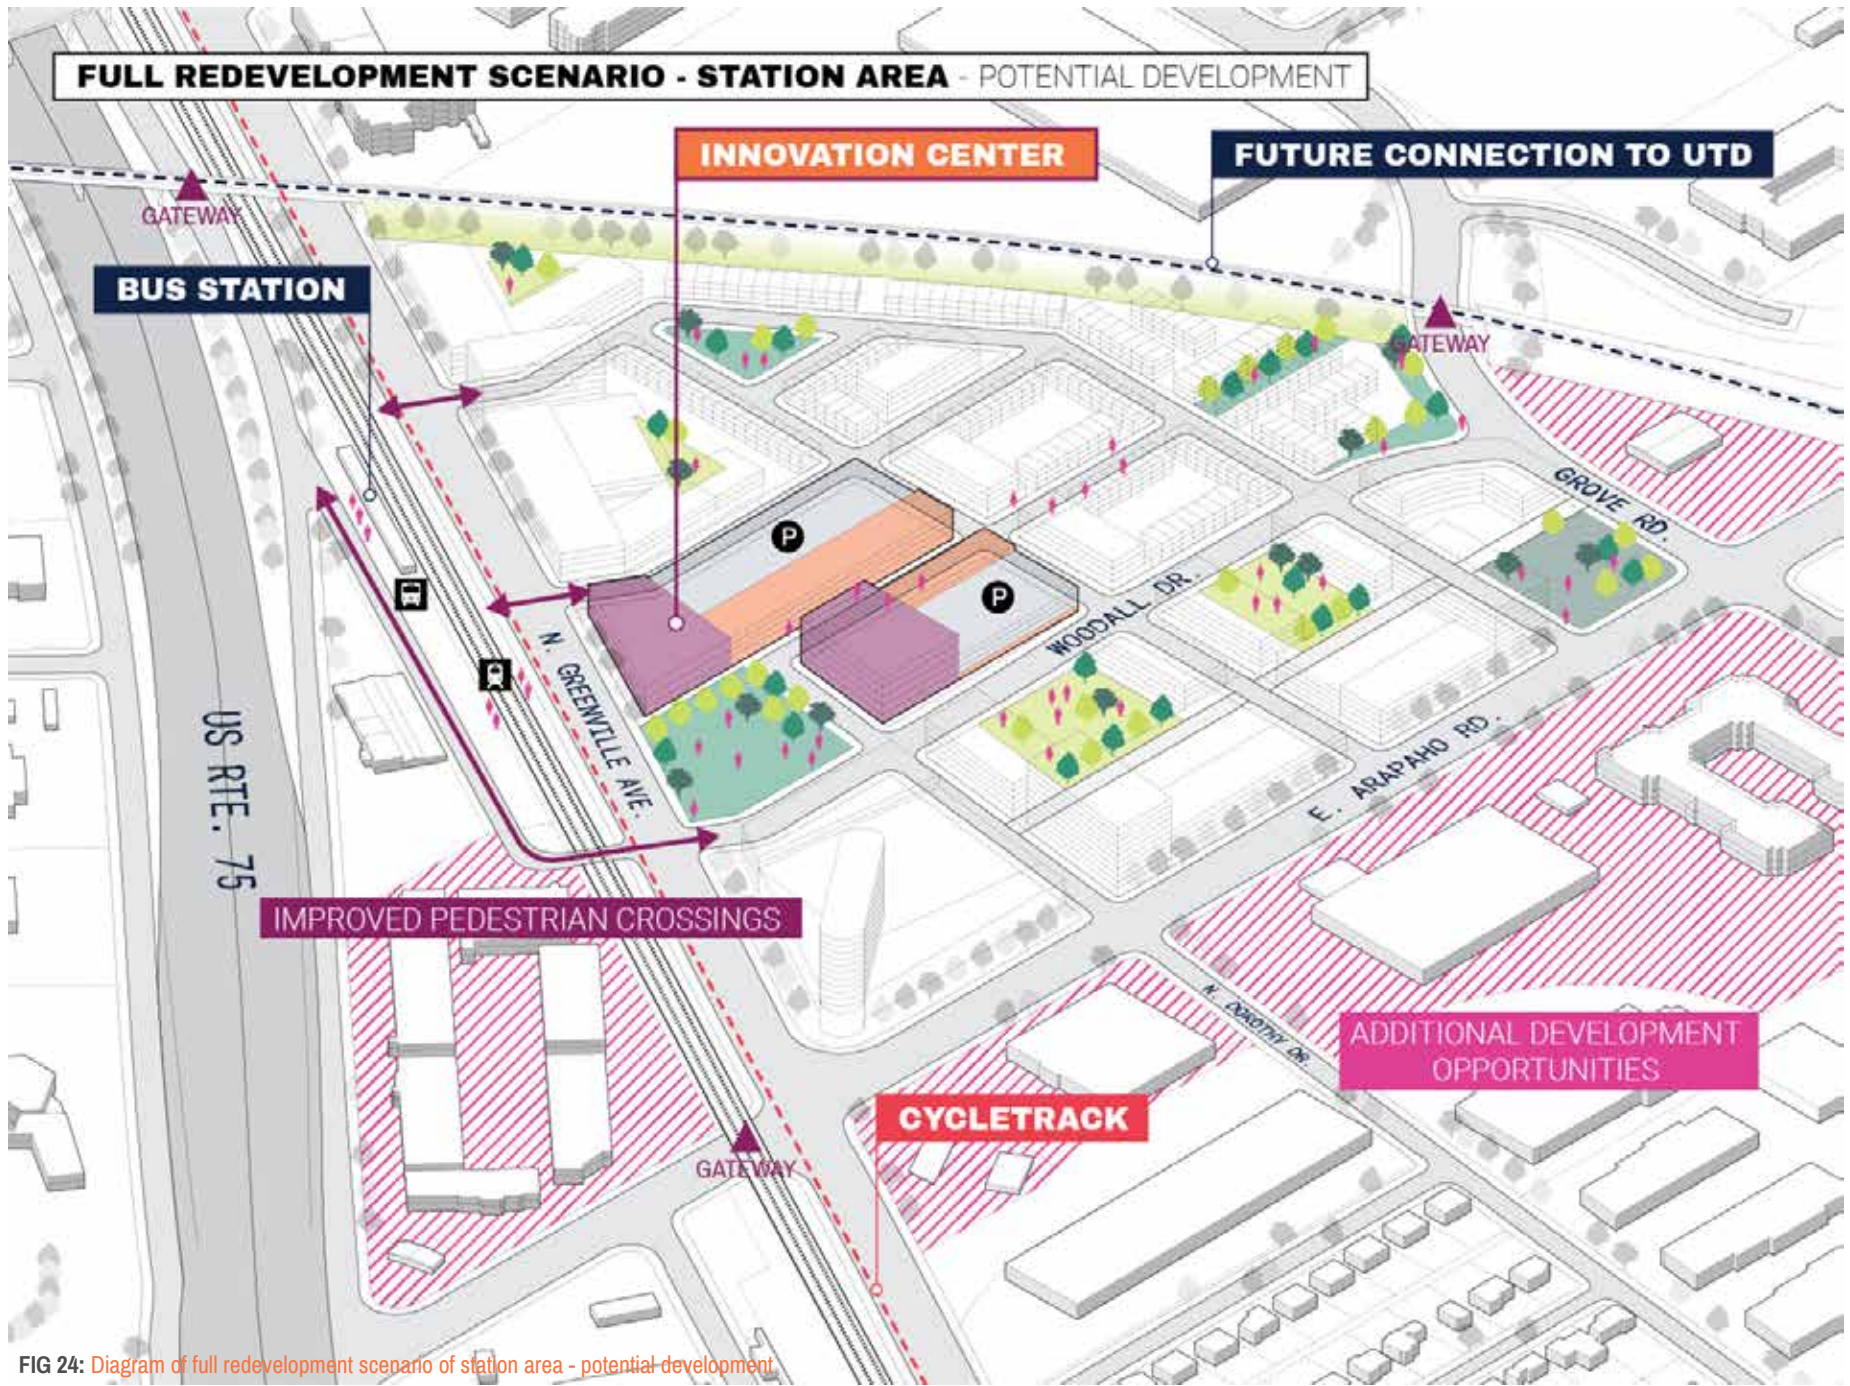 FULL REDEVELOPMENT SCENARIO - STATION AREA - POTENTIAL DEVELOPMENT
INNOVATION CENTER
FUTURE CONNECTION TO UTD
GATEWAY
BUS STATION
GATEWAY
GROVE RD.
P
P
WOODALL DR.
N. GREENVILLE AVE.
US RTE. 75
E. ARAPAHO RD.
IMPROVED PEDESTRIAN CROSSINGS
N. DOROTHY DR.
ADDITIONAL DEVELOPMENT
OPPORTUNITIES
CYCLETRACK
GATEWAY
FIG 24: Diagram of full redevelopment scenario of station area - potential development